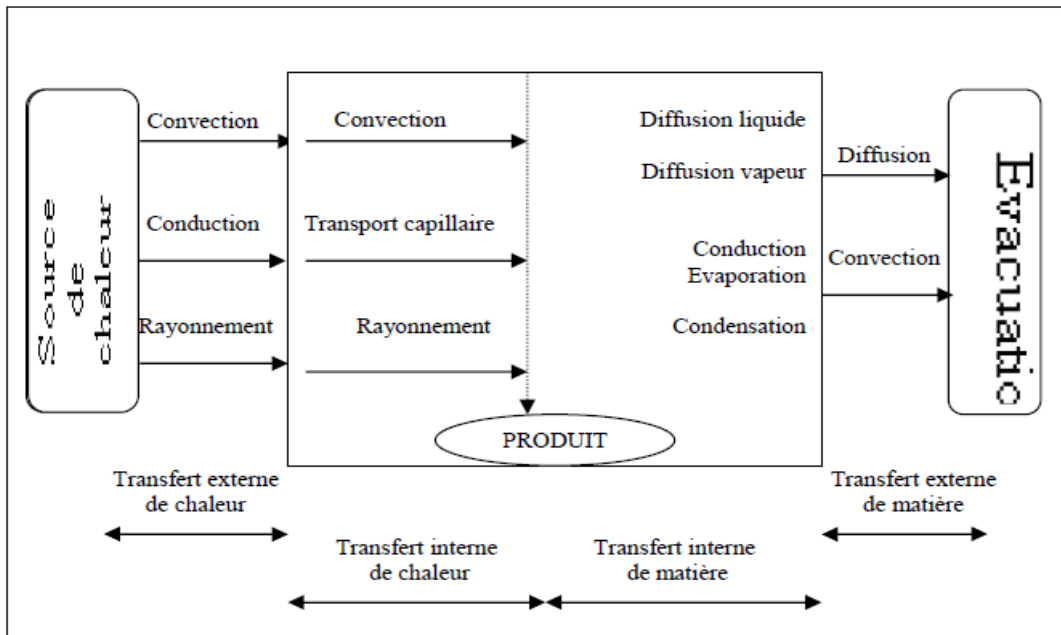 Source
de
chaleur
Convection
Conduction
Rayonnement
Convection
Transport capillaire
Rayonnement
Diffusion liquide
Diffusion vapeur
Conduction
Evaporation
Condensation
PRODUIT
Diffusion
Convection
Evacuatio
Transfert externe
de chaleur
Transfert interne
de chaleur
Transfert interne
de matière
Transfert externe
de matière